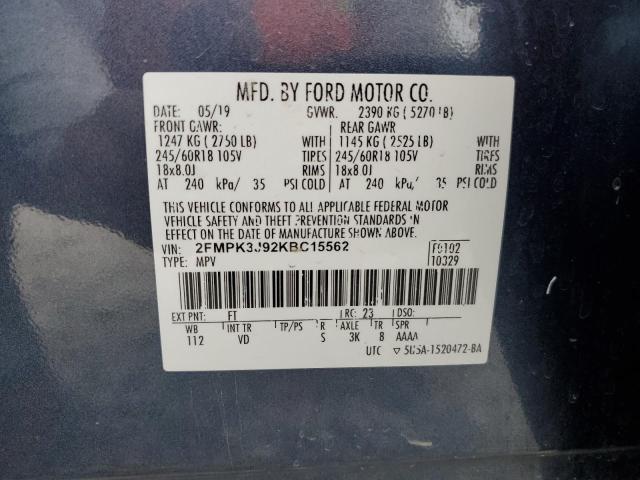 MFD. BY FORD MOTOR CO.
DATE: 05/19 GVWR: 2390 KG ( 5270 LB)
FRONT GAWR: REAR GAWR
1247 KG ( 2750 LB) WITH 1145 KG ( 2525 LB) WITH
245/60R18 105V TIRES 245/60R18 105V TIRES
18x8.0J RIMS 18x8.0J RIMS
AT 240 kPa/ 35 PSI COLD AT 240 kPa/ 35 PSI COLD
THIS VEHICLE CONFORMS TO ALL APPLICABLE FEDERAL MOTOR
VEHICLE SAFETY AND THEFT PREVENTION STANDARDS IN
EFFECT ON THE DATE OF MANUFACTURE SHOWN ABOVE.
VIN: 2FMPK3J92KBC15562 F0102
TYPE: MPV 10329
EXT PNT: FT RC: 23 DSO:
WB INT TR TP/PS R AXLE TR SPR
112 VD S 3K 8 AAAA
UTC ▽ 5U5A-1520472-BA